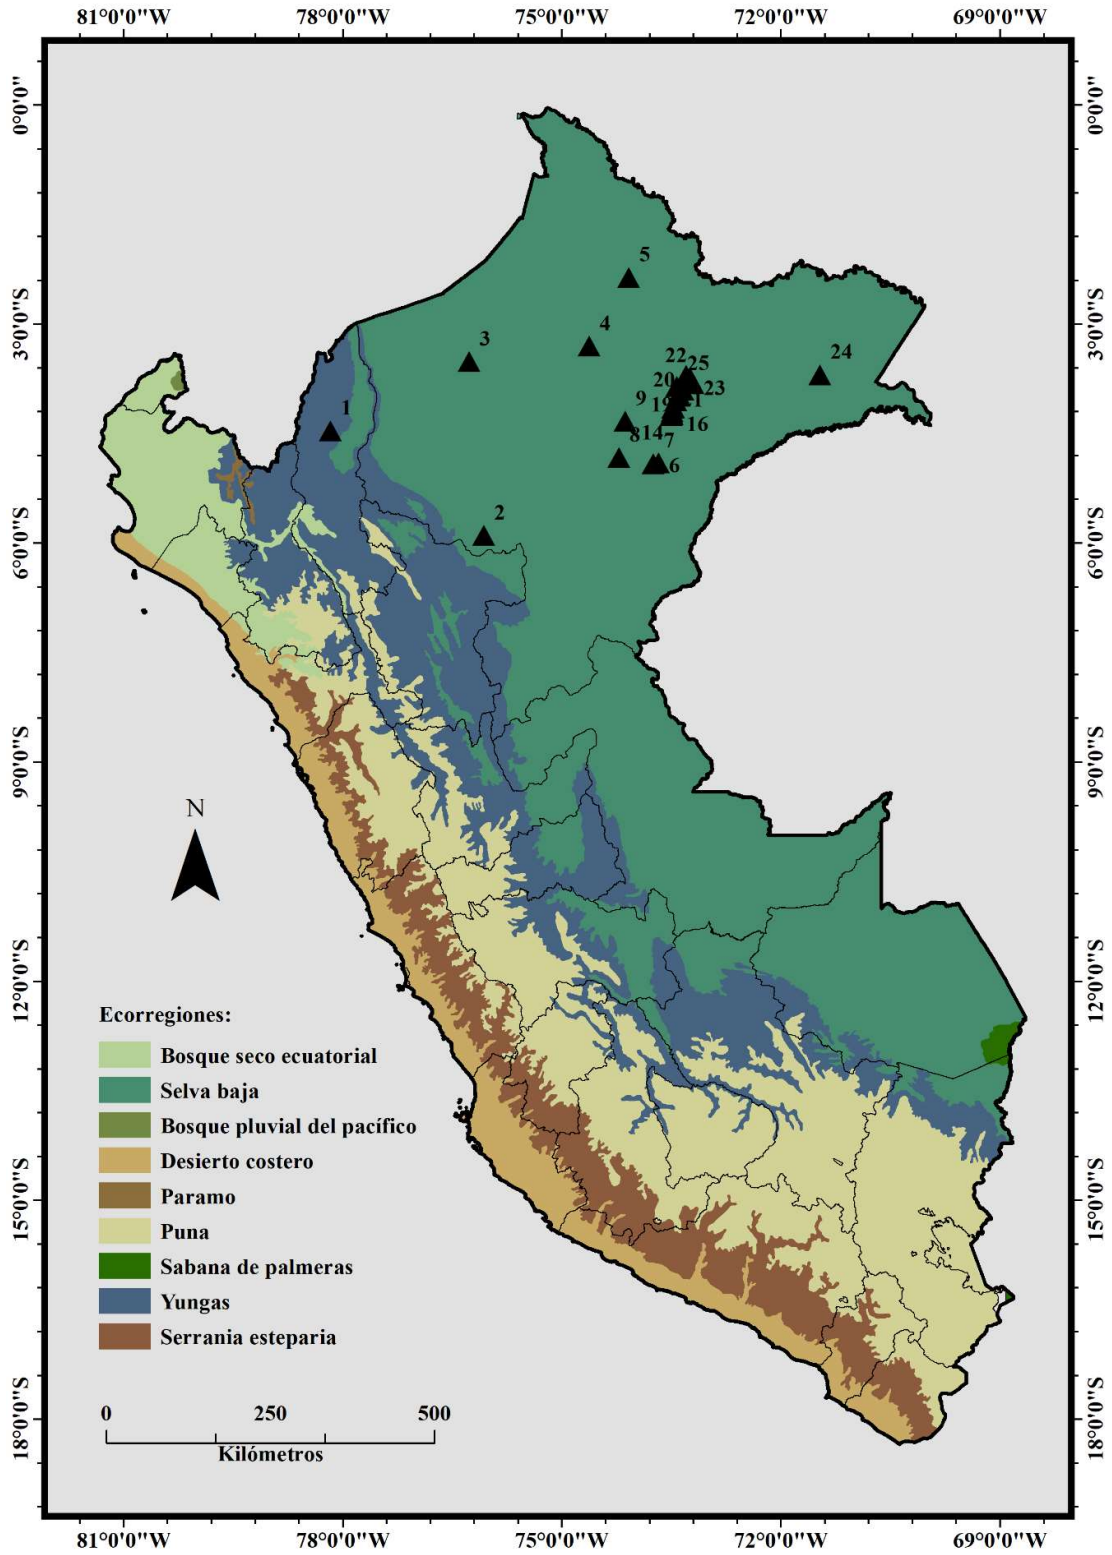 81°0'0"W 78°0'0"W 75°0'0"W 72°0'0"W 69°0'0"W
0°0'0" 0°0'0"
5
3°0'0"S 3°0'0"S
3 4 22 25 24
20 23
1 9 19 1
8 14 7 16
6
2
6°0'0"S 6°0'0"S
9°0'0"S 9°0'0"S
N
12°0'0"S 12°0'0"S
Ecorregiones:
Bosque seco ecuatorial
Selva baja
Bosque pluvial del pacífico
Desierto costero
Paramo
Puna
Sabana de palmeras
Yungas
Serrania esteparia
15°0'0"S 15°0'0"S
18°0'0"S 18°0'0"S
0 250 500
Kilómetros
81°0'0"W 78°0'0"W 75°0'0"W 72°0'0"W 69°0'0"W